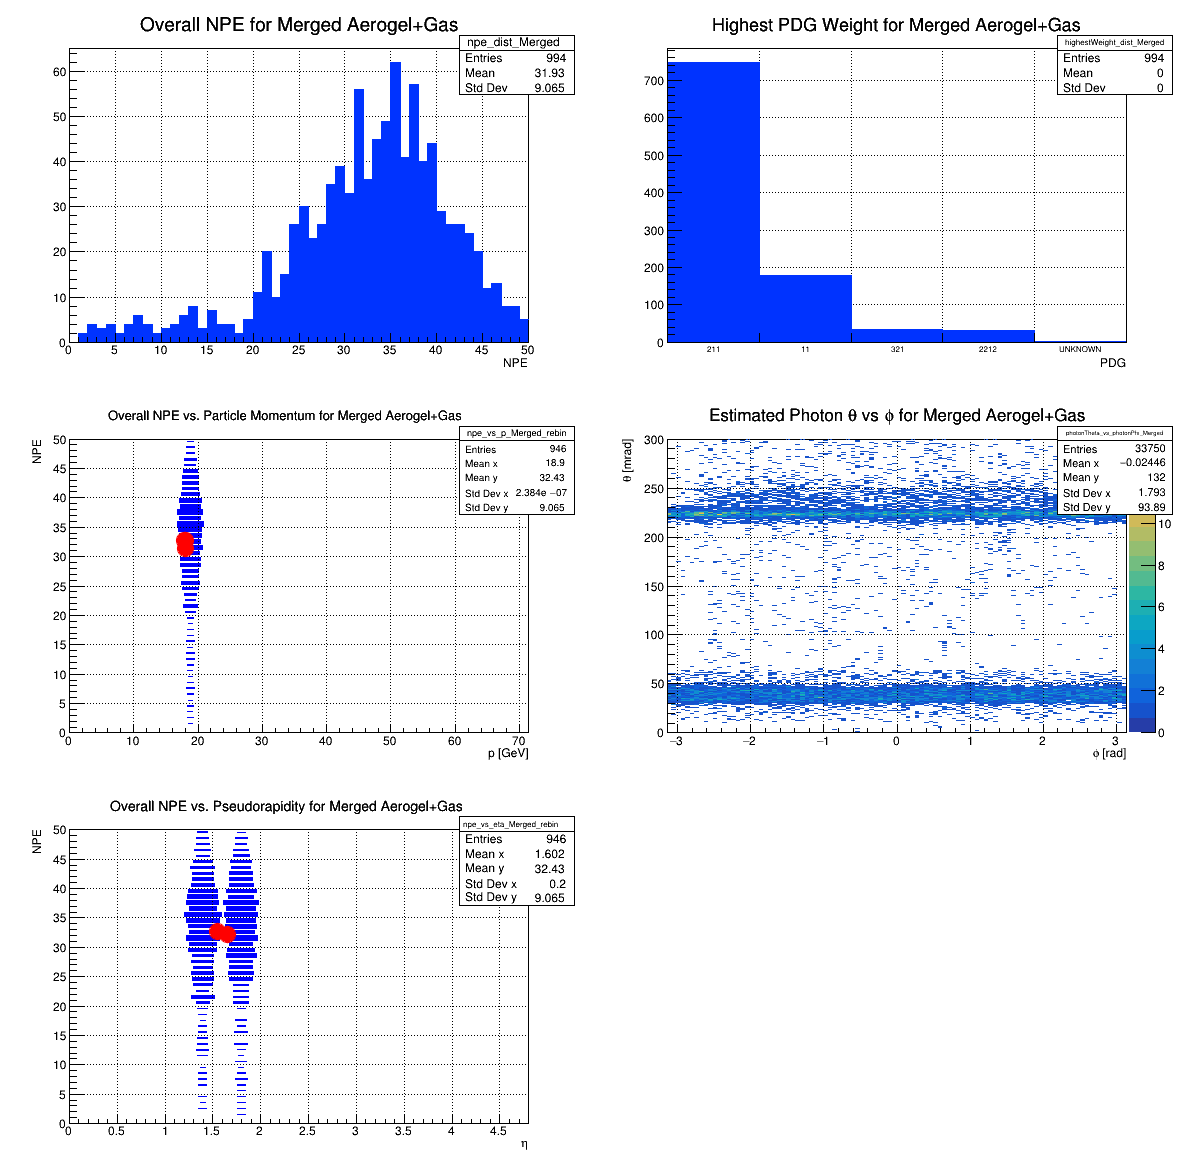 Overall NPE for Merged Aerogel+Gas
npe_dist_Merged
Entries 994
Mean 31.93
Std Dev 9.065
60
50
40
30
20
10
0
0 5 10 15 20 25 30 35 40 45 50
NPE
Highest PDG Weight for Merged Aerogel+Gas
highestWeight_dist_Merged
Entries 994
Mean 0
Std Dev 0
700
600
500
400
300
200
100
0
211 11 321 2212 UNKNOWN
PDG
Overall NPE vs. Particle Momentum for Merged Aerogel+Gas
npe_vs_p_Merged_rebin
Entries 946
Mean x 18.9
Mean y 32.43
Std Dev x 2.384e −07
Std Dev y 9.065
NPE
50
45
40
35
30
25
20
15
10
5
0
0 10 20 30 40 50 60 70
p [GeV]
Estimated Photon θ vs ϕ for Merged Aerogel+Gas
photonTheta_vs_photonPhi_Merged
Entries 33750
Mean x −0.02446
Mean y 132
Std Dev x 1.793
Std Dev y 93.89
θ [mrad]
300
250
200
150
100
50
0
−3 −2 −1 0 1 2 3
ϕ [rad]
10
8
6
4
2
0
Overall NPE vs. Pseudorapidity for Merged Aerogel+Gas
npe_vs_eta_Merged_rebin
Entries 946
Mean x 1.602
Mean y 32.43
Std Dev x 0.2
Std Dev y 9.065
NPE
50
45
40
35
30
25
20
15
10
5
0
0 0.5 1 1.5 2 2.5 3 3.5 4 4.5
η